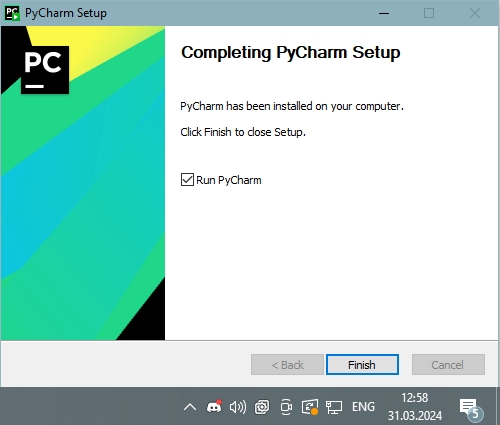 PyCharm Setup
PC
Completing PyCharm Setup
PyCharm has been installed on your computer.
Click Finish to close Setup.
Run PyCharm
< Back
Finish
Cancel
ENG
12:58
31.03.2024
5